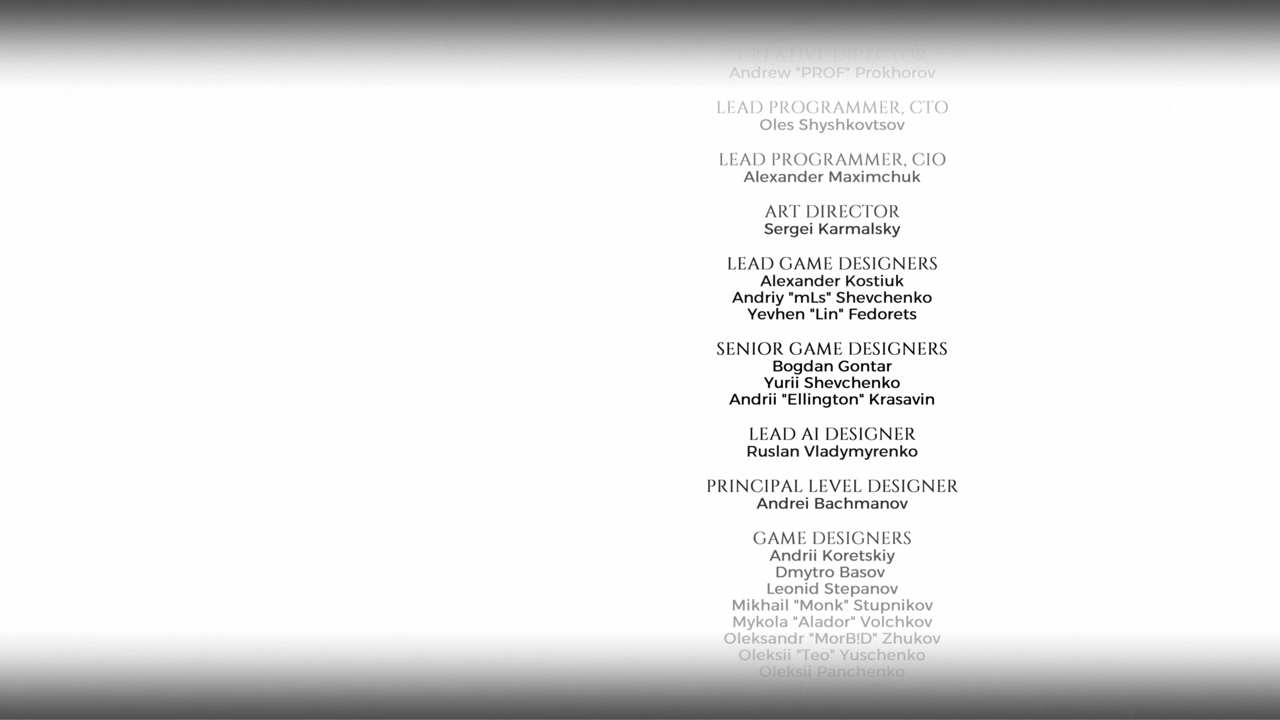 CREATIVE DIRECTOR
Andrew "PROF" Prokhorov
LEAD PROGRAMMER, CTO
Oles Shyshkovtsov
LEAD PROGRAMMER, CIO
Alexander Maximchuk
ART DIRECTOR
Sergei Karmalsky
LEAD GAME DESIGNERS
Alexander Kostiuk
Andriy "mLs" Shevchenko
Yevhen "Lin" Fedorets
SENIOR GAME DESIGNERS
Bogdan Gontar
Yurii Shevchenko
Andrii "Ellington" Krasavin
LEAD AI DESIGNER
Ruslan Vladymyrenko
PRINCIPAL LEVEL DESIGNER
Andrei Bachmanov
GAME DESIGNERS
Andrii Koretskiy
Dmytro Basov
Leonid Stepanov
Mikhail "Monk" Stupnikov
Mykola "Alador" Volchkov
Oleksandr "MorB!D" Zhukov
Oleksii "Teo" Yuschenko
Oleksii Panchenko